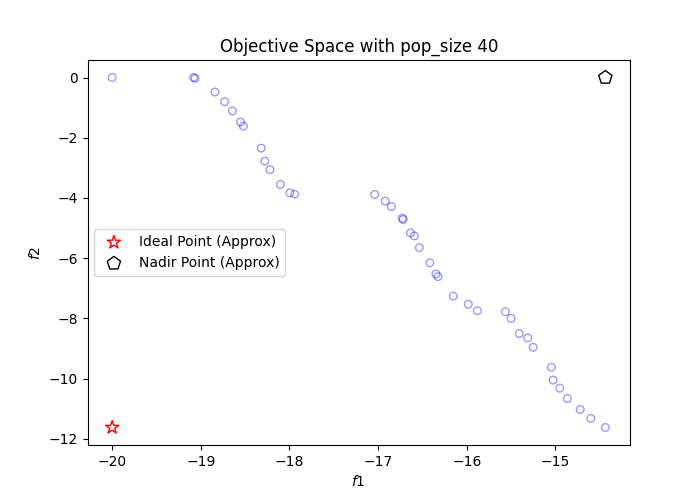 Objective Space with pop_size 40
0
−2
−4
−6
−8
−10
−12
f2
Ideal Point (Approx)
Nadir Point (Approx)
−20
−19
−18
−17
−16
−15
f1